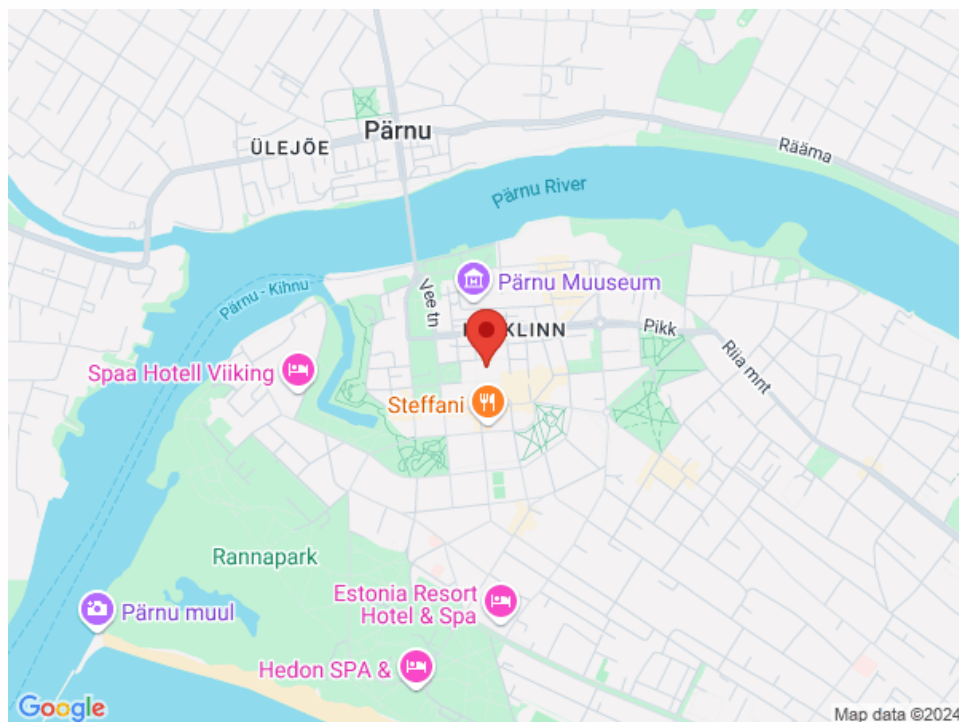 Pärnu
ÜLEJÕE
Rääma
Pärnu River
Pärnu - Kihnu
Vee tn
Pärnu Muuseum
KLINN
Pikk
Riia mnt
Spaa Hotell Viiking
Steffani
Rannapark
Estonia Resort
Hotel & Spa
Pärnu muul
Hedon SPA &
Google
Map data ©2024